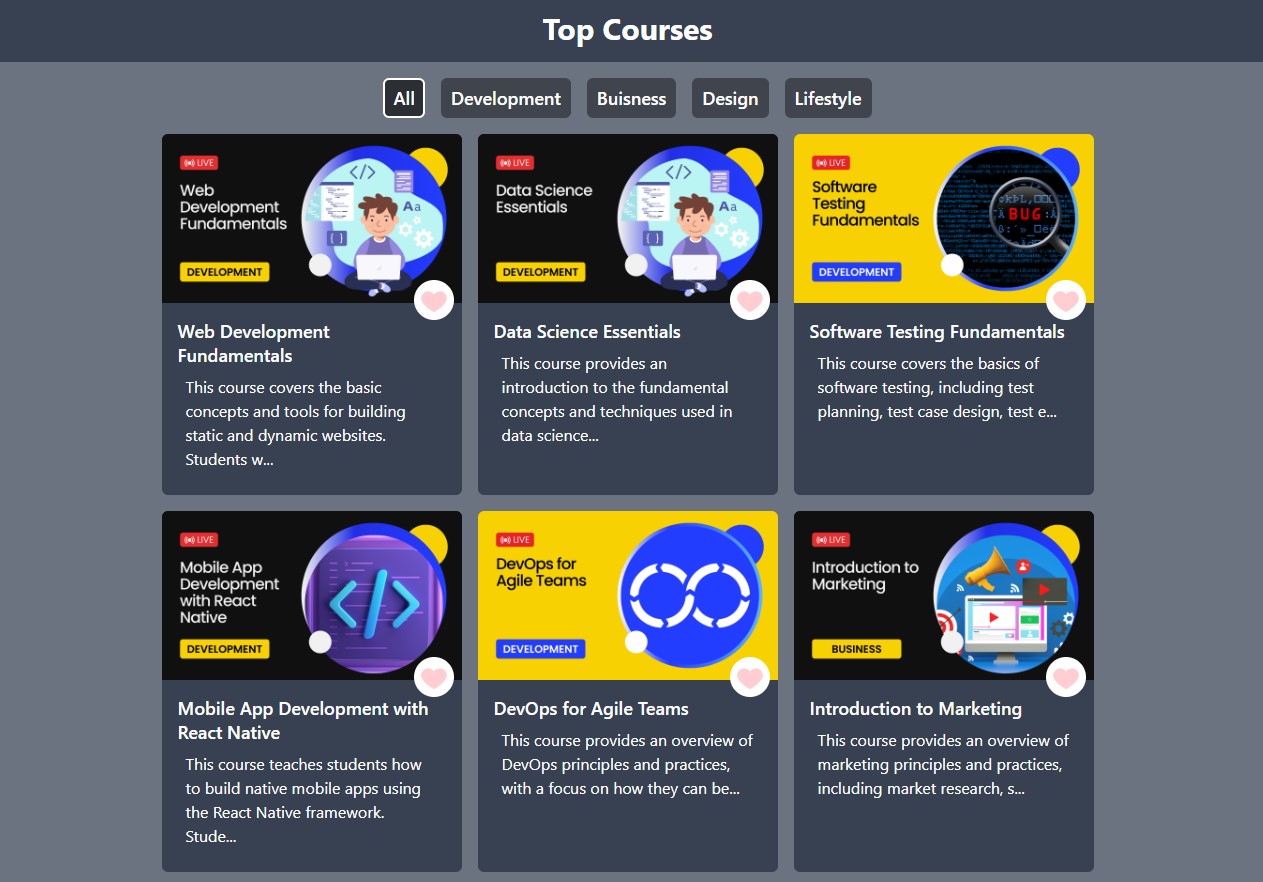 Top Courses
All
Development
Buisness
Design
Lifestyle
LIVE
Web
Development
Fundamentals
</>
Aa
{ }
DEVELOPMENT
Web Development
Fundamentals
This course covers the basic
concepts and tools for building
static and dynamic websites.
Students w...
LIVE
Data Science
Essentials
</>
Aa
{ }
DEVELOPMENT
Data Science Essentials
This course provides an
introduction to the fundamental
concepts and techniques used in
data science...
LIVE
Software
Testing
Fundamentals
BUG
DEVELOPMENT
Software Testing Fundamentals
This course covers the basics of
software testing, including test
planning, test case design, test e...
LIVE
Mobile App
Development
with React
Native
</>
DEVELOPMENT
Mobile App Development with
React Native
This course teaches students how
to build native mobile apps using
the React Native framework.
Stude...
LIVE
DevOps for
Agile Teams
DEVELOPMENT
DevOps for Agile Teams
This course provides an overview of
DevOps principles and practices,
with a focus on how they can be...
LIVE
Introduction to
Marketing
BUSINESS
Introduction to Marketing
This course provides an overview of
marketing principles and practices,
including market research, s...